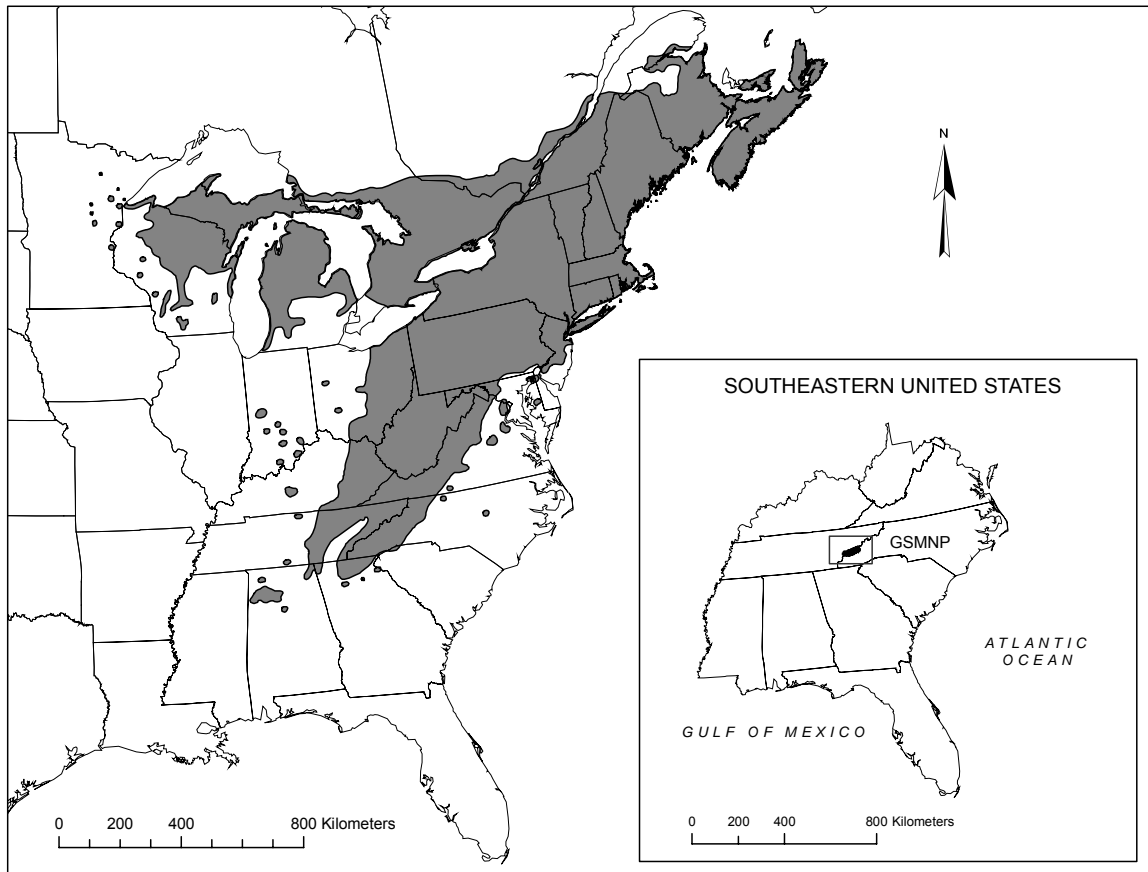 N
SOUTHEASTERN UNITED STATES
GSMNP
ATLANTIC
OCEAN
GULF OF MEXICO
0 200 400 800 Kilometers
0 200 400 800 Kilometers